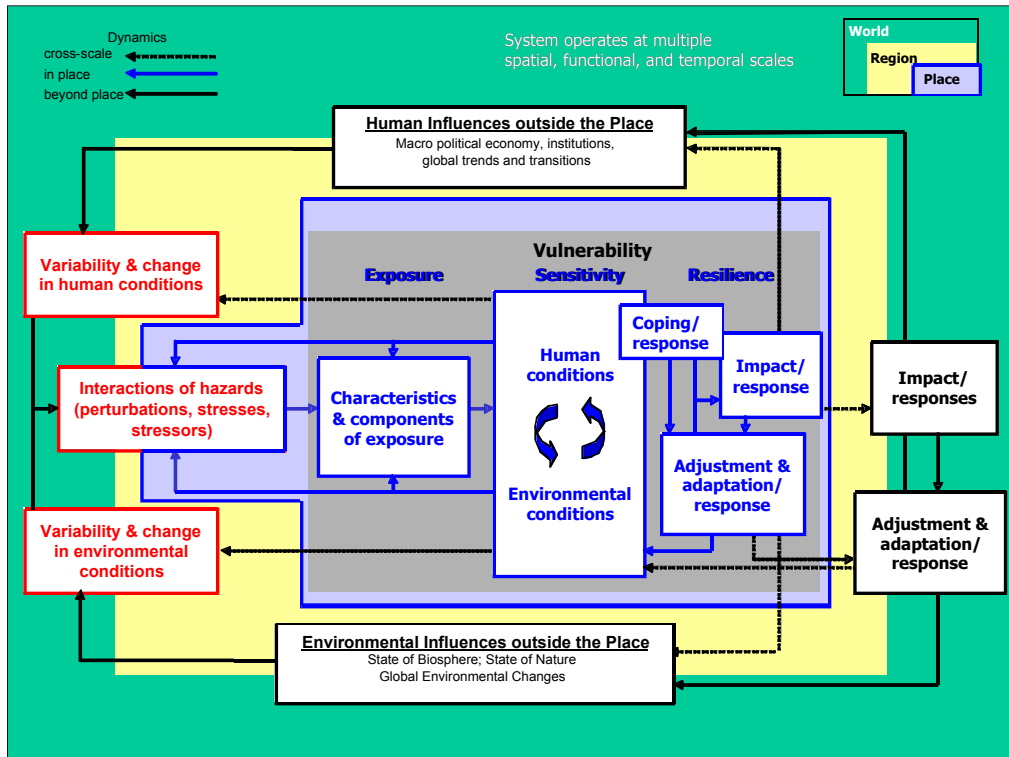 Dynamics
cross-scale
in place
beyond place
System operates at multiple
spatial, functional, and temporal scales
World
Region
Place
Human Influences outside the Place
Macro political economy, institutions,
global trends and transitions
Vulnerability
Exposure
Sensitivity
Resilience
Variability & change
in human conditions
Interactions of hazards
(perturbations, stresses,
stressors)
Variability & change
in environmental
conditions
Characteristics
& components
of exposure
Human
conditions
Environmental
conditions
Coping/
response
Impact/
response
Adjustment &
adaptation/
response
Impact/
responses
Adjustment &
adaptation/
response
Environmental Influences outside the Place
State of Biosphere; State of Nature
Global Environmental Changes